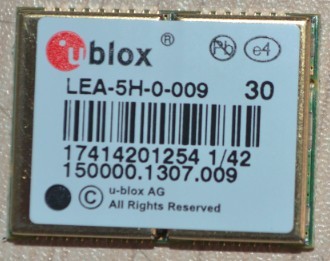 ublox ® Pb e4
LEA-5H-0-009 30
17414201254 1/42
150000.1307.009
© u-blox AG
All Rights Reserved